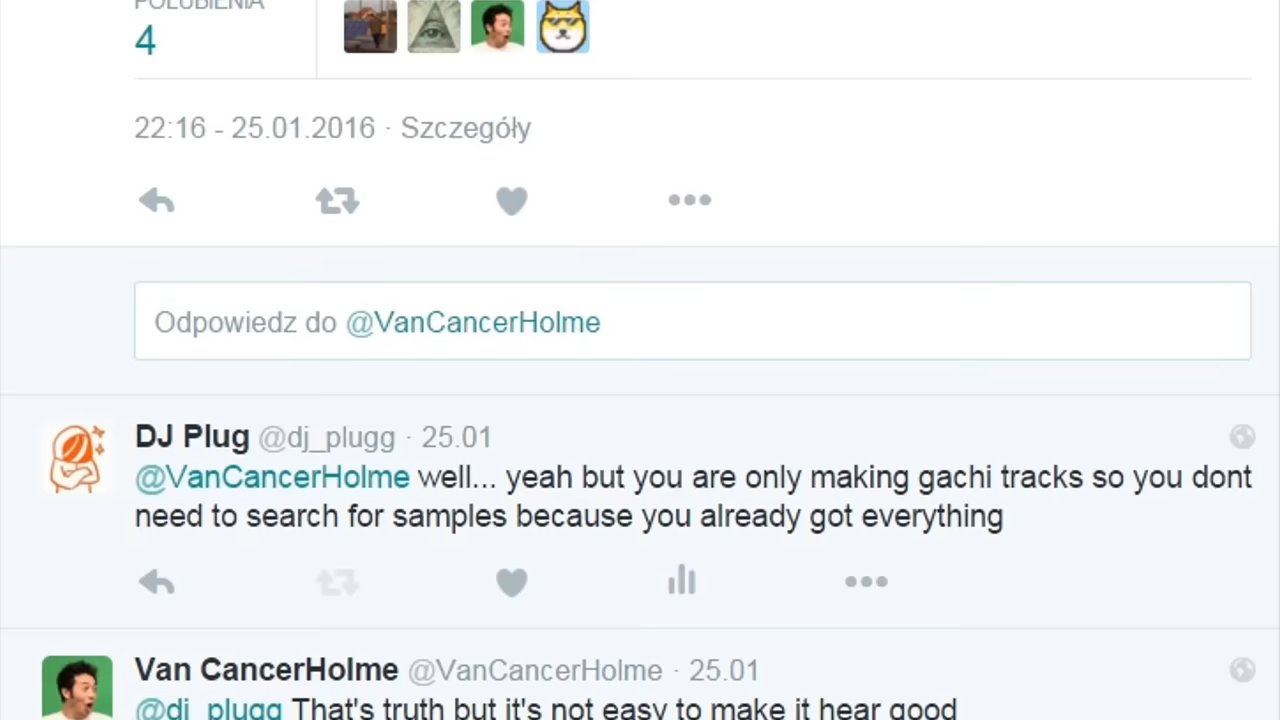 POLUBIENIA
4
22:16 - 25.01.2016 · Szczegóły
Odpowiedz do @VanCancerHolme
DJ Plug @dj_plugg · 25.01
@VanCancerHolme well... yeah but you are only making gachi tracks so you dont
need to search for samples because you already got everything
Van CancerHolme @VanCancerHolme · 25.01
@dj_plugg That's truth but it's not easy to make it hear good